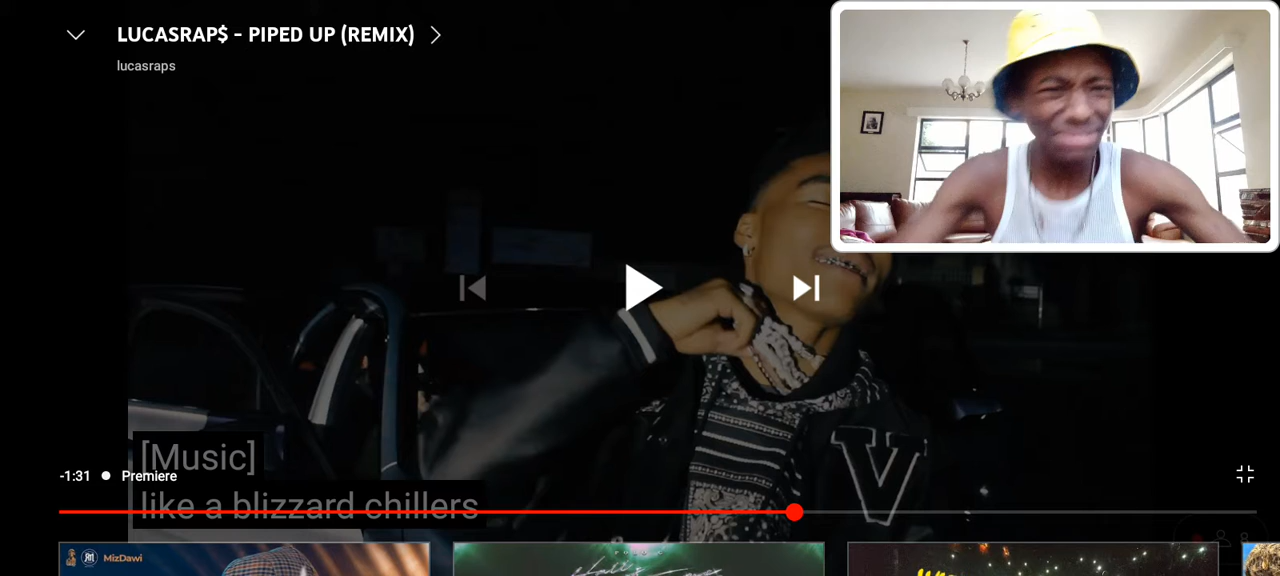 LUCASRAP$ - PIPED UP (REMIX)
lucasraps
V
[Music]
-1:31 ● Premiere
like a blizzard chillers
MizDawi